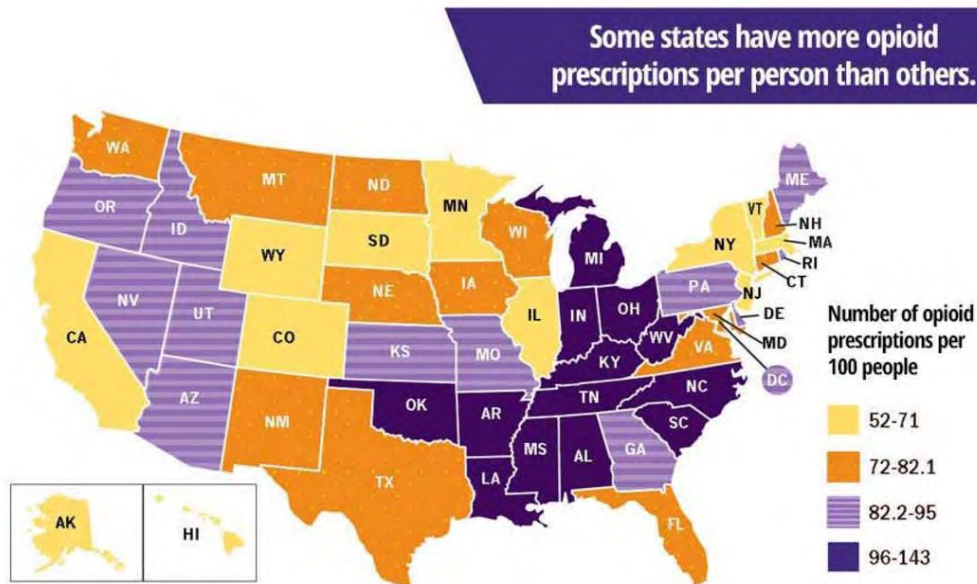 Some states have more opioid
prescriptions per person than others.
WA
MT
ND
MN
ME
OR
ID
WY
SD
WI
VT
NH
NY
MA
RI
CT
MI
NV
UT
CO
NE
IA
IL
IN
OH
PA
NJ
DE
MD
DC
CA
KS
MO
KY
WV
VA
AZ
NM
OK
AR
TN
NC
SC
TX
LA
MS
AL
GA
FL
AK
HI
Number of opioid
prescriptions per
100 people
52-71
72-82.1
82.2-95
96-143